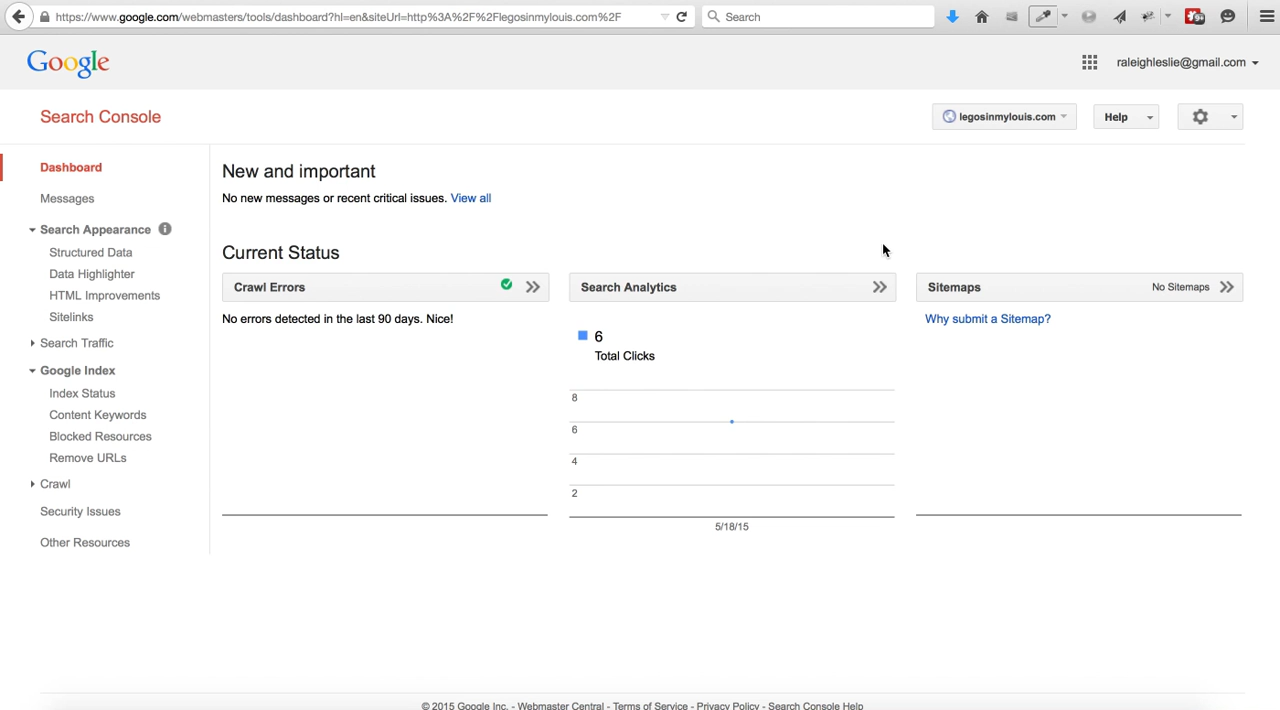 https://www.google.com/webmasters/tools/dashboard?hl=en&siteUrl=http%3A%2F%2Flegosinmylouis.com%2F
Search
9+
Google
raleighleslie@gmail.com
Search Console
legosinmylouis.com
Help
Dashboard
Messages
Search Appearance
Structured Data
Data Highlighter
HTML Improvements
Sitelinks
Search Traffic
Google Index
Index Status
Content Keywords
Blocked Resources
Remove URLs
Crawl
Security Issues
Other Resources
New and important
No new messages or recent critical issues. View all
Current Status
Crawl Errors
No errors detected in the last 90 days. Nice!
Search Analytics
6
Total Clicks
8
6
4
2
5/18/15
Sitemaps
No Sitemaps
Why submit a Sitemap?
© 2015 Google Inc. - Webmaster Central - Terms of Service - Privacy Policy - Search Console Help